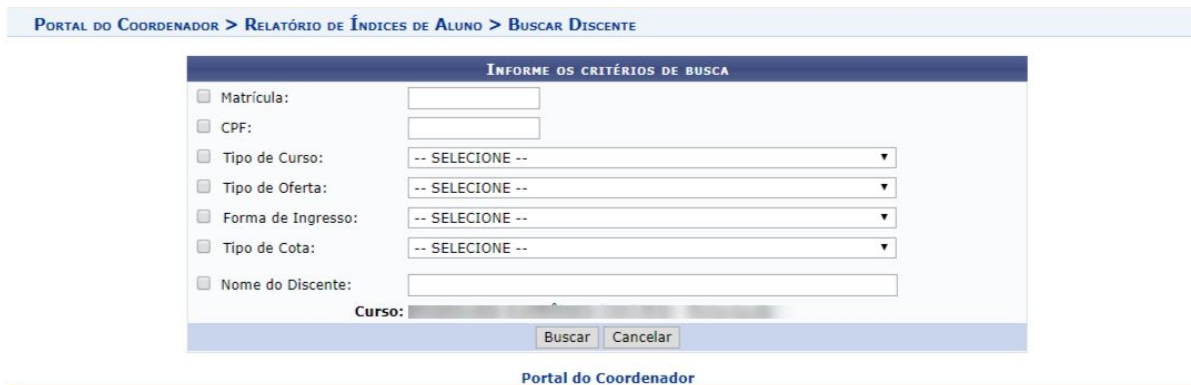 Portal do Coordenador > Relatório de Índices de Aluno > Buscar Discente
Informe os critérios de busca
Matrícula:
CPF:
Tipo de Curso: -- SELECIONE --
Tipo de Oferta: -- SELECIONE --
Forma de Ingresso: -- SELECIONE --
Tipo de Cota: -- SELECIONE --
Nome do Discente:
Curso:
Buscar Cancelar
Portal do Coordenador